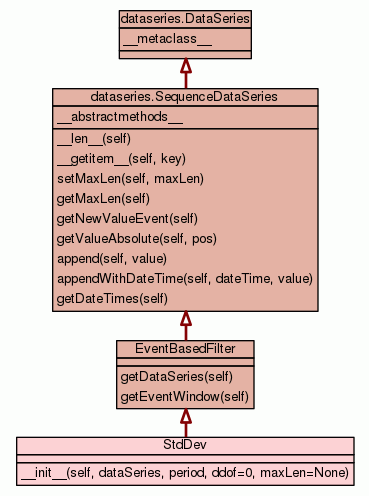 dataseries.DataSeries
__metaclass__
dataseries.SequenceDataSeries
__abstractmethods__
__len__(self)
__getitem__(self, key)
setMaxLen(self, maxLen)
getMaxLen(self)
getNewValueEvent(self)
getValueAbsolute(self, pos)
append(self, value)
appendWithDateTime(self, dateTime, value)
getDateTimes(self)
EventBasedFilter
getDataSeries(self)
getEventWindow(self)
StdDev
__init__(self, dataSeries, period, ddof=0, maxLen=None)